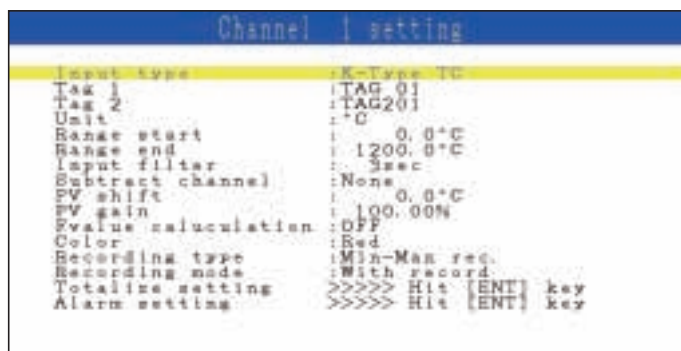 Channel 1 setting
Input type :K-Type TC
Tag 1 :TAG 01
Tag 2 :TAG201
Unit :°C
Range start : 0.0°C
Range end : 1200.0°C
Input filter : 3sec
Subtract channel :None
PV shift : 0.0°C
PV gain : 100.00%
Fvalue caluculation :OFF
Color :Red
Recording type :Min-Max rec.
Recording mode :With record
Totalize setting >>>>> Hit [ENT] key
Alarm setting >>>>> Hit [ENT] key